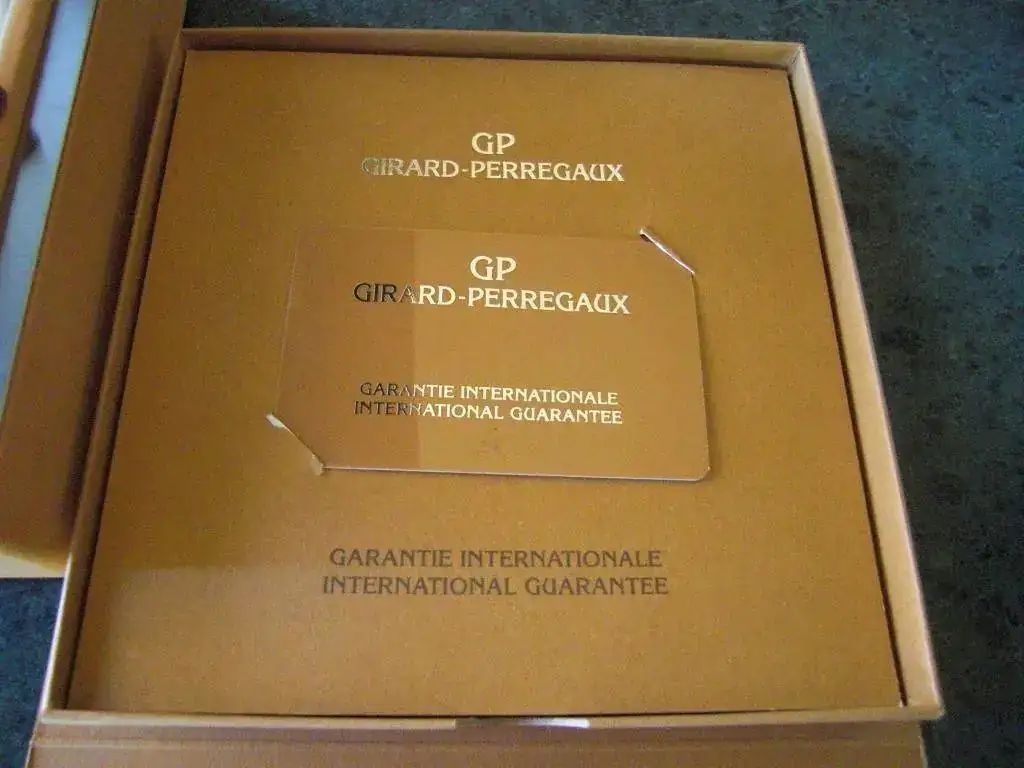 GP
GIRARD-PERREGAUX
GP
GIRARD-PERREGAUX
GARANTIE INTERNATIONALE
INTERNATIONAL GUARANTEE
GARANTIE INTERNATIONALE
INTERNATIONAL GUARANTEE